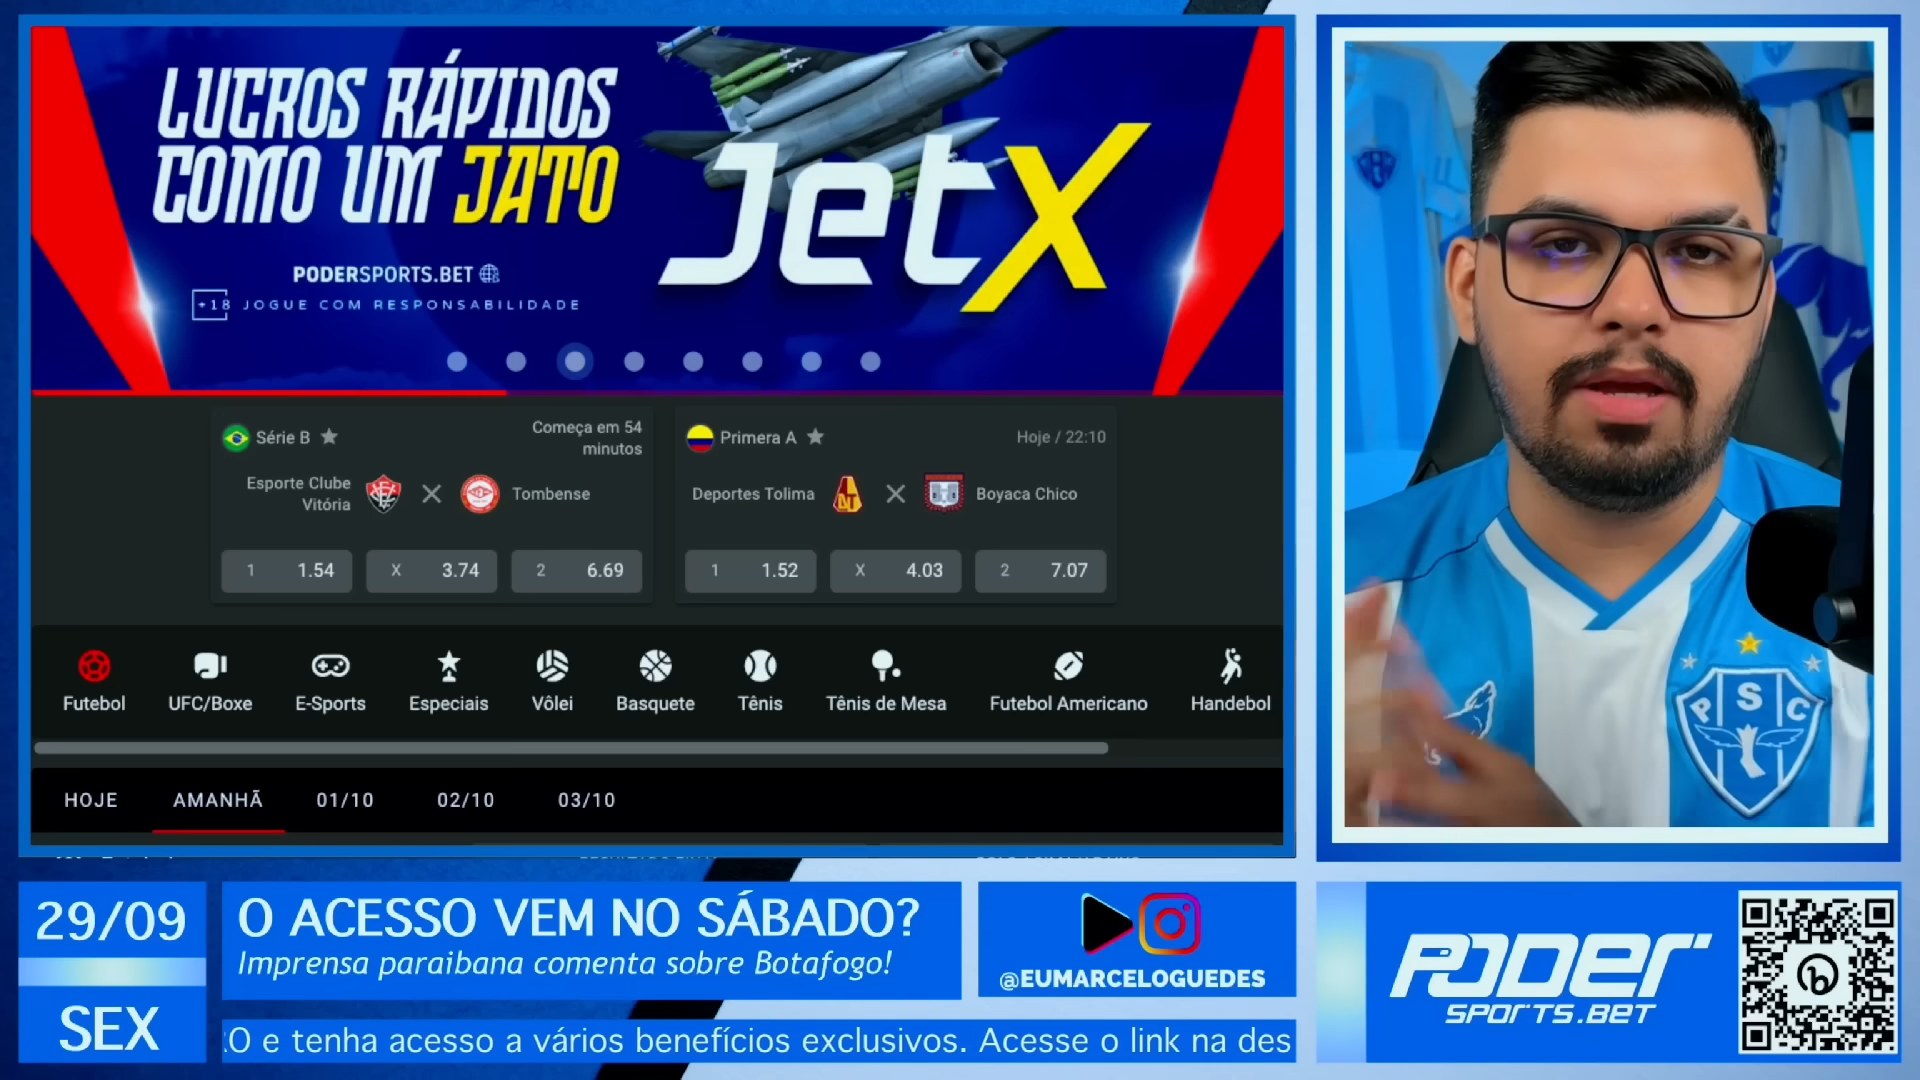 LUCROS RÁPIDOS
COMO UM JATO
JetX
PODERSPORTS.BET
+18 JOGUE COM RESPONSABILIDADE
Série B
Começa em 54
minutos
Esporte Clube
Vitória
Tombense
1 1.54
X 3.74
2 6.69
Primera A
Hoje / 22:10
Deportes Tolima
Boyaca Chico
1 1.52
X 4.03
2 7.07
Futebol
UFC/Boxe
E-Sports
Especiais
Vôlei
Basquete
Tênis
Tênis de Mesa
Futebol Americano
Handebol
HOJE
AMANHÃ
01/10
02/10
03/10
PSC
29/09
SEX
O ACESSO VEM NO SÁBADO?
Imprensa paraibana comenta sobre Botafogo!
@EUMARCELOGUEDES
O e tenha acesso a vários benefícios exclusivos. Acesse o link na des
PODER
SPORTS.BET